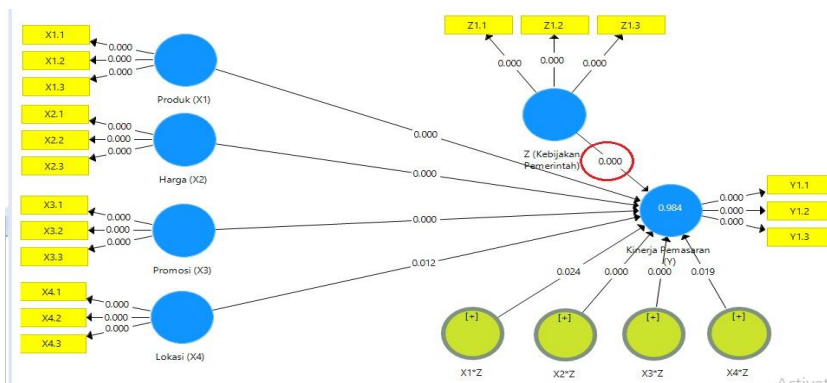 X1.1
X1.2
X1.3
0.000
0.000
0.000
Produk (X1)
X2.1
X2.2
X2.3
0.000
0.000
0.000
Harga (X2)
X3.1
X3.2
X3.3
0.000
0.000
0.000
Promosi (X3)
X4.1
X4.2
X4.3
0.000
0.000
0.000
Lokasi (X4)
0.000
0.000
0.000
0.012
Z1.1
Z1.2
Z1.3
0.000
0.000
0.000
Z (Kebijakan
Pemerintah)
0.000
0.984
Kinerja Pemasaran
(Y)
0.000
0.000
0.000
Y1.1
Y1.2
Y1.3
0.024
0.000
0.000
0.019
[+]
[+]
[+]
[+]
X1*Z
X2*Z
X3*Z
X4*Z